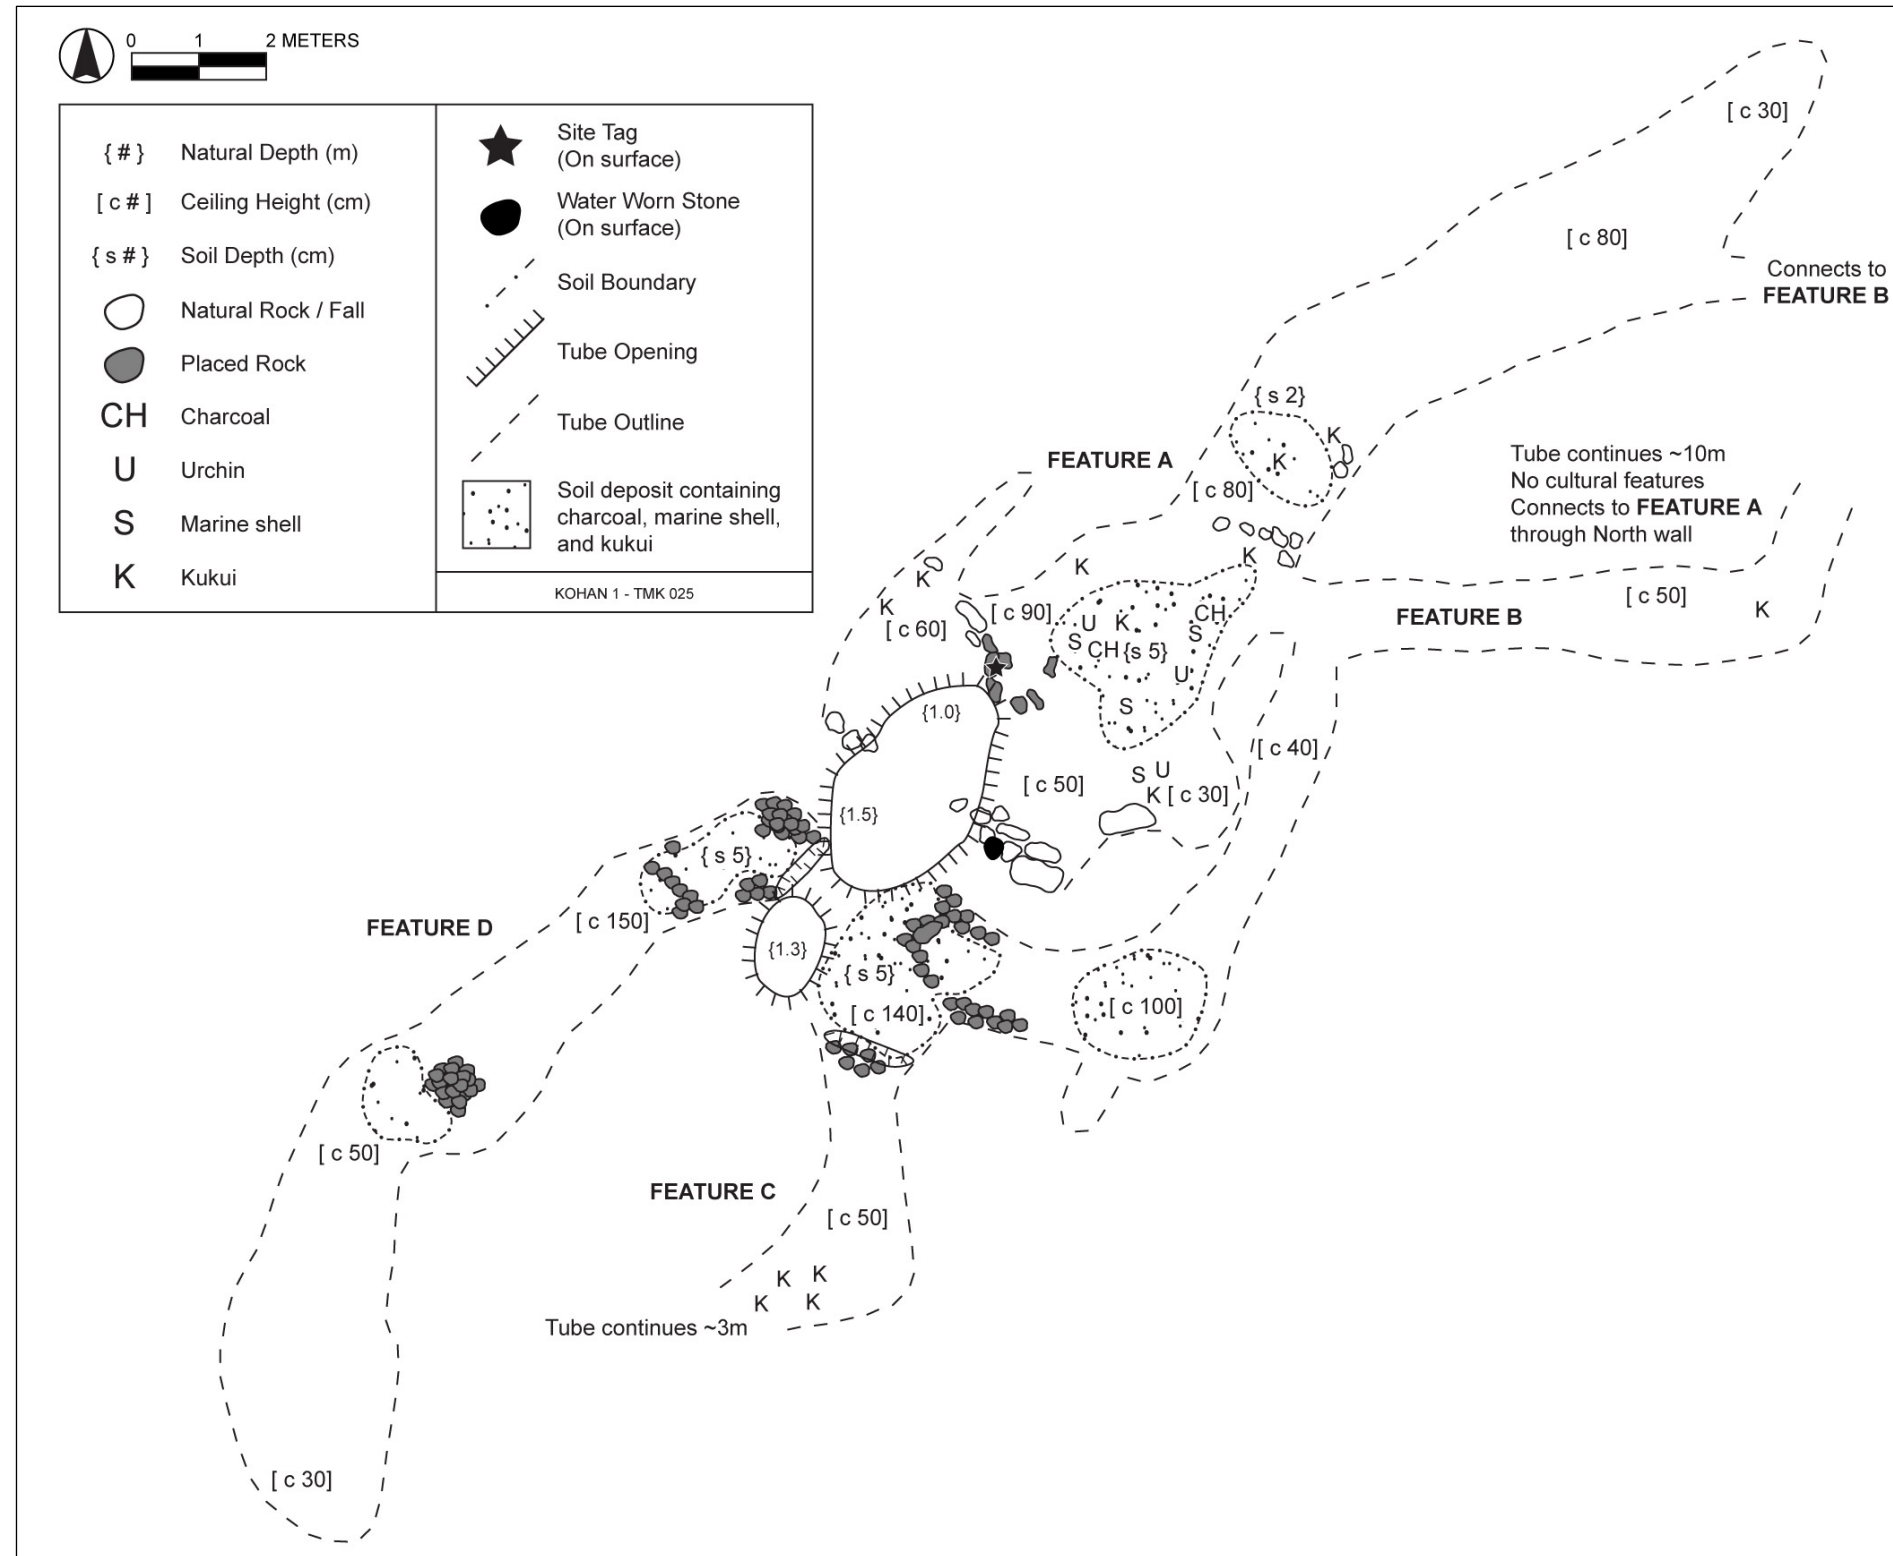 0 1 2 METERS
{ # } Natural Depth (m)
[ c # ] Ceiling Height (cm)
{ s # } Soil Depth (cm)
Natural Rock / Fall
Placed Rock
CH Charcoal
U Urchin
S Marine shell
K Kukui
Site Tag
(On surface)
Water Worn Stone
(On surface)
Soil Boundary
Tube Opening
Tube Outline
Soil deposit containing
charcoal, marine shell,
and kukui
KOHAN 1 - TMK 025
[ c 30]
[ c 80]
Connects to
FEATURE B
{ s 2}
K
K
[ c 80]
FEATURE A
Tube continues ~10m
No cultural features
Connects to FEATURE A
through North wall
K
K
K
K
[ c 60]
[ c 90]
U K CH
S S
CH {s 5}
U
S
[ c 50]
K
FEATURE B
{1.0}
[ c 40]
S U
K [ c 30]
[ c 50]
{1.5}
{ s 5}
[ c 150]
FEATURE D
{1.3}
{ s 5}
[ c 140]
[ c 100]
[ c 50]
FEATURE C
[ c 50]
K K
K K
Tube continues ~3m
[ c 30]